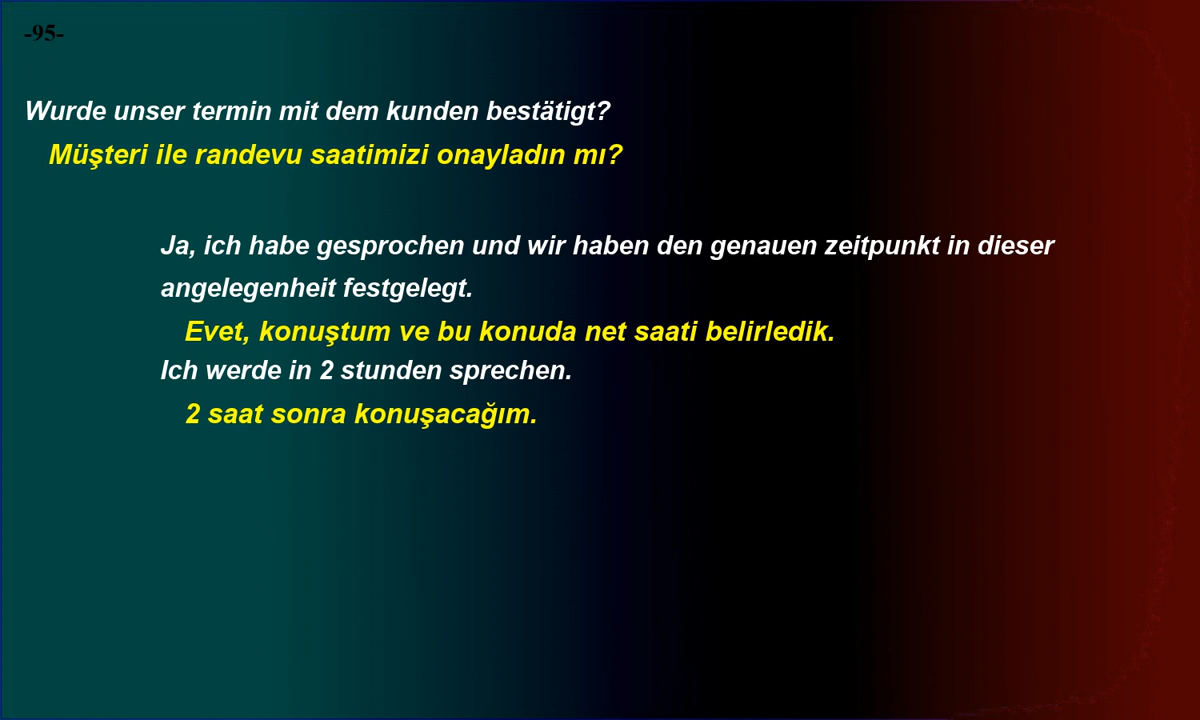 -95-
Wurde unser termin mit dem kunden bestätigt?
Müşteri ile randevu saatimizi onayladın mı?
Ja, ich habe gesprochen und wir haben den genauen zeitpunkt in dieser
angelegenheit festgelegt.
Evet, konuştum ve bu konuda net saati belirledik.
Ich werde in 2 stunden sprechen.
2 saat sonra konuşacağım.